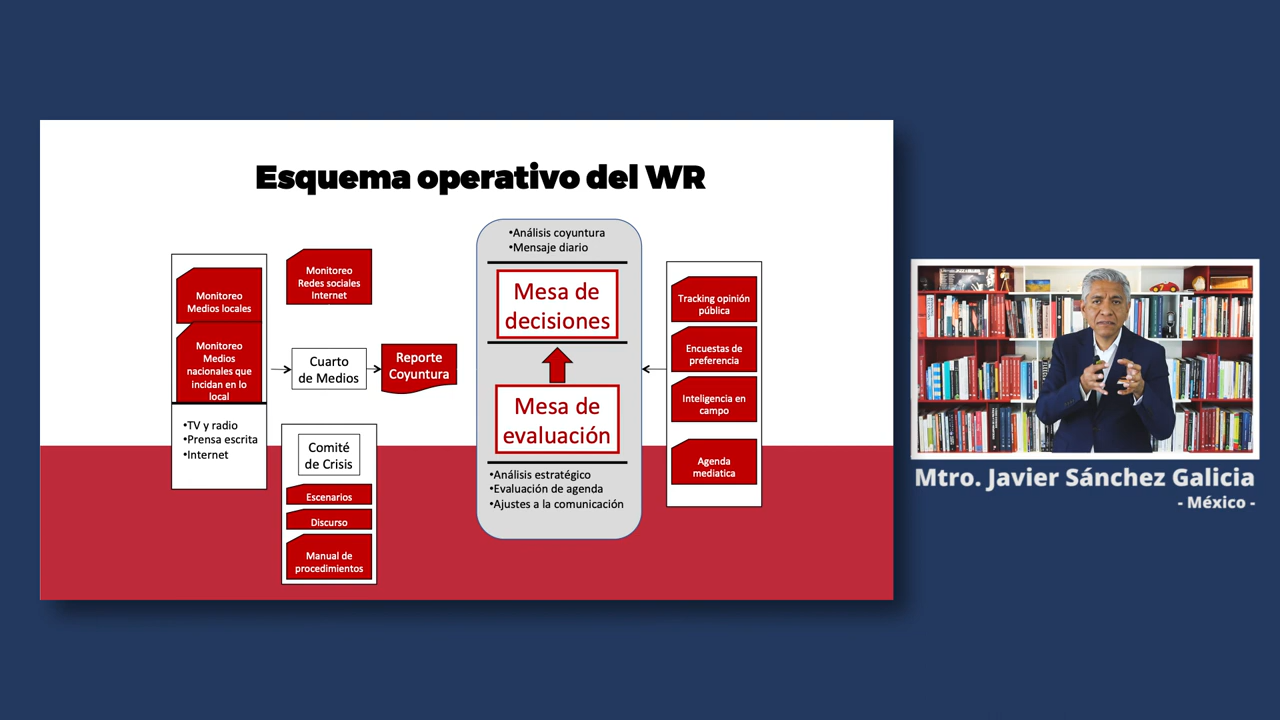 Esquema operativo del WR
Monitoreo
Medios locales
Monitoreo
Medios
nacionales que
incidan en lo
local
•TV y radio
•Prensa escrita
•Internet
Monitoreo
Redes sociales
Internet
Cuarto
de Medios
Reporte
Coyuntura
Comité
de Crisis
Escenarios
Discurso
Manual de
procedimientos
•Análisis coyuntura
•Mensaje diario
Mesa de
decisiones
Mesa de
evaluación
•Análisis estratégico
•Evaluación de agenda
•Ajustes a la comunicación
Tracking opinión
pública
Encuestas de
preferencia
Inteligencia en
campo
Agenda
mediatica
Mtro. Javier Sánchez Galicia
- México -